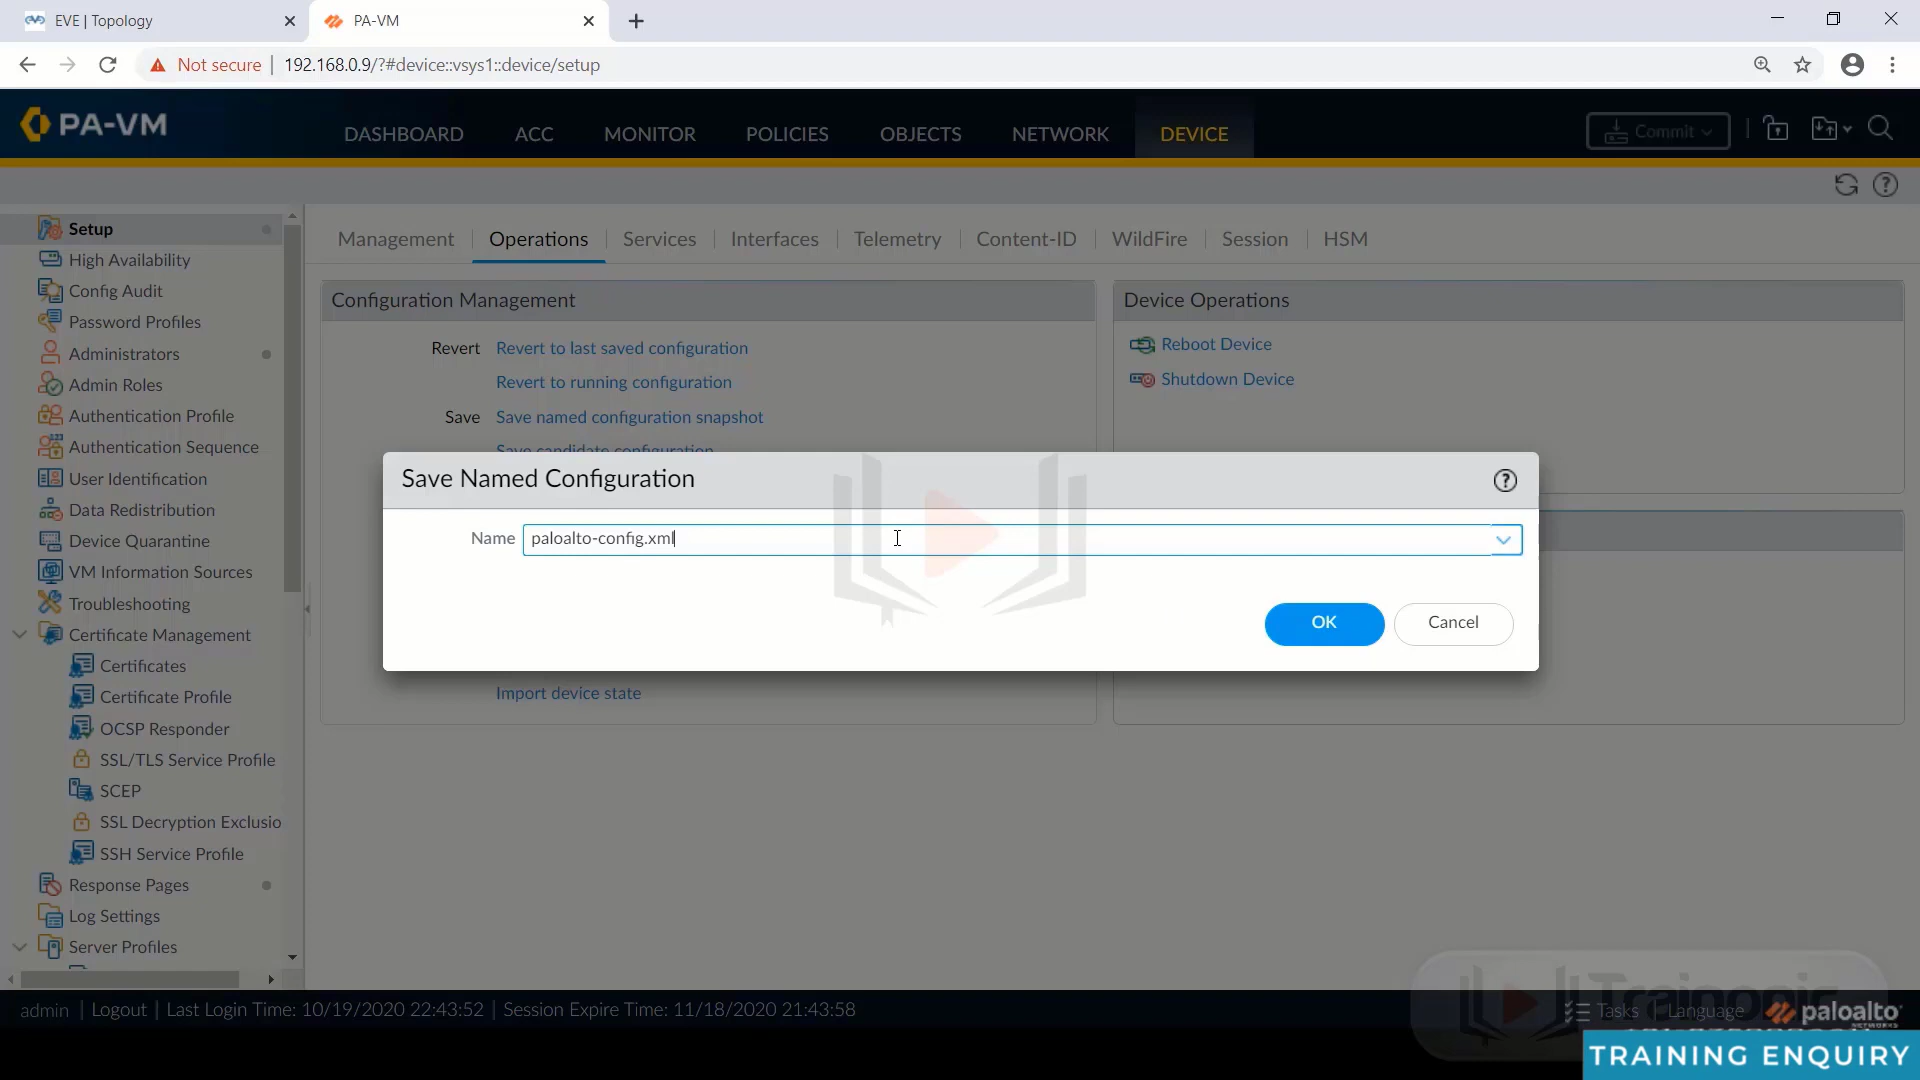 EVE | Topology
PA-VM
Not secure
192.168.0.9/?#device::vsys1::device/setup
PA-VM
DASHBOARD
ACC
MONITOR
POLICIES
OBJECTS
NETWORK
DEVICE
Commit
Setup
High Availability
Config Audit
Password Profiles
Administrators
Admin Roles
Authentication Profile
Authentication Sequence
User Identification
Data Redistribution
Device Quarantine
VM Information Sources
Troubleshooting
Certificate Management
Certificates
Certificate Profile
OCSP Responder
SSL/TLS Service Profile
SCEP
SSL Decryption Exclusio
SSH Service Profile
Response Pages
Log Settings
Server Profiles
Management
Operations
Services
Interfaces
Telemetry
Content-ID
WildFire
Session
HSM
Configuration Management
Revert
Revert to last saved configuration
Revert to running configuration
Save
Save named configuration snapshot
Save candidate configuration
Import device state
Device Operations
Reboot Device
Shutdown Device
Save Named Configuration
Name
paloalto-config.xml
OK
Cancel
admin | Logout | Last Login Time: 10/19/2020 22:43:52 | Session Expire Time: 11/18/2020 21:43:58
Tasks | Language
paloalto
NETWORKS
TRAINING ENQUIRY